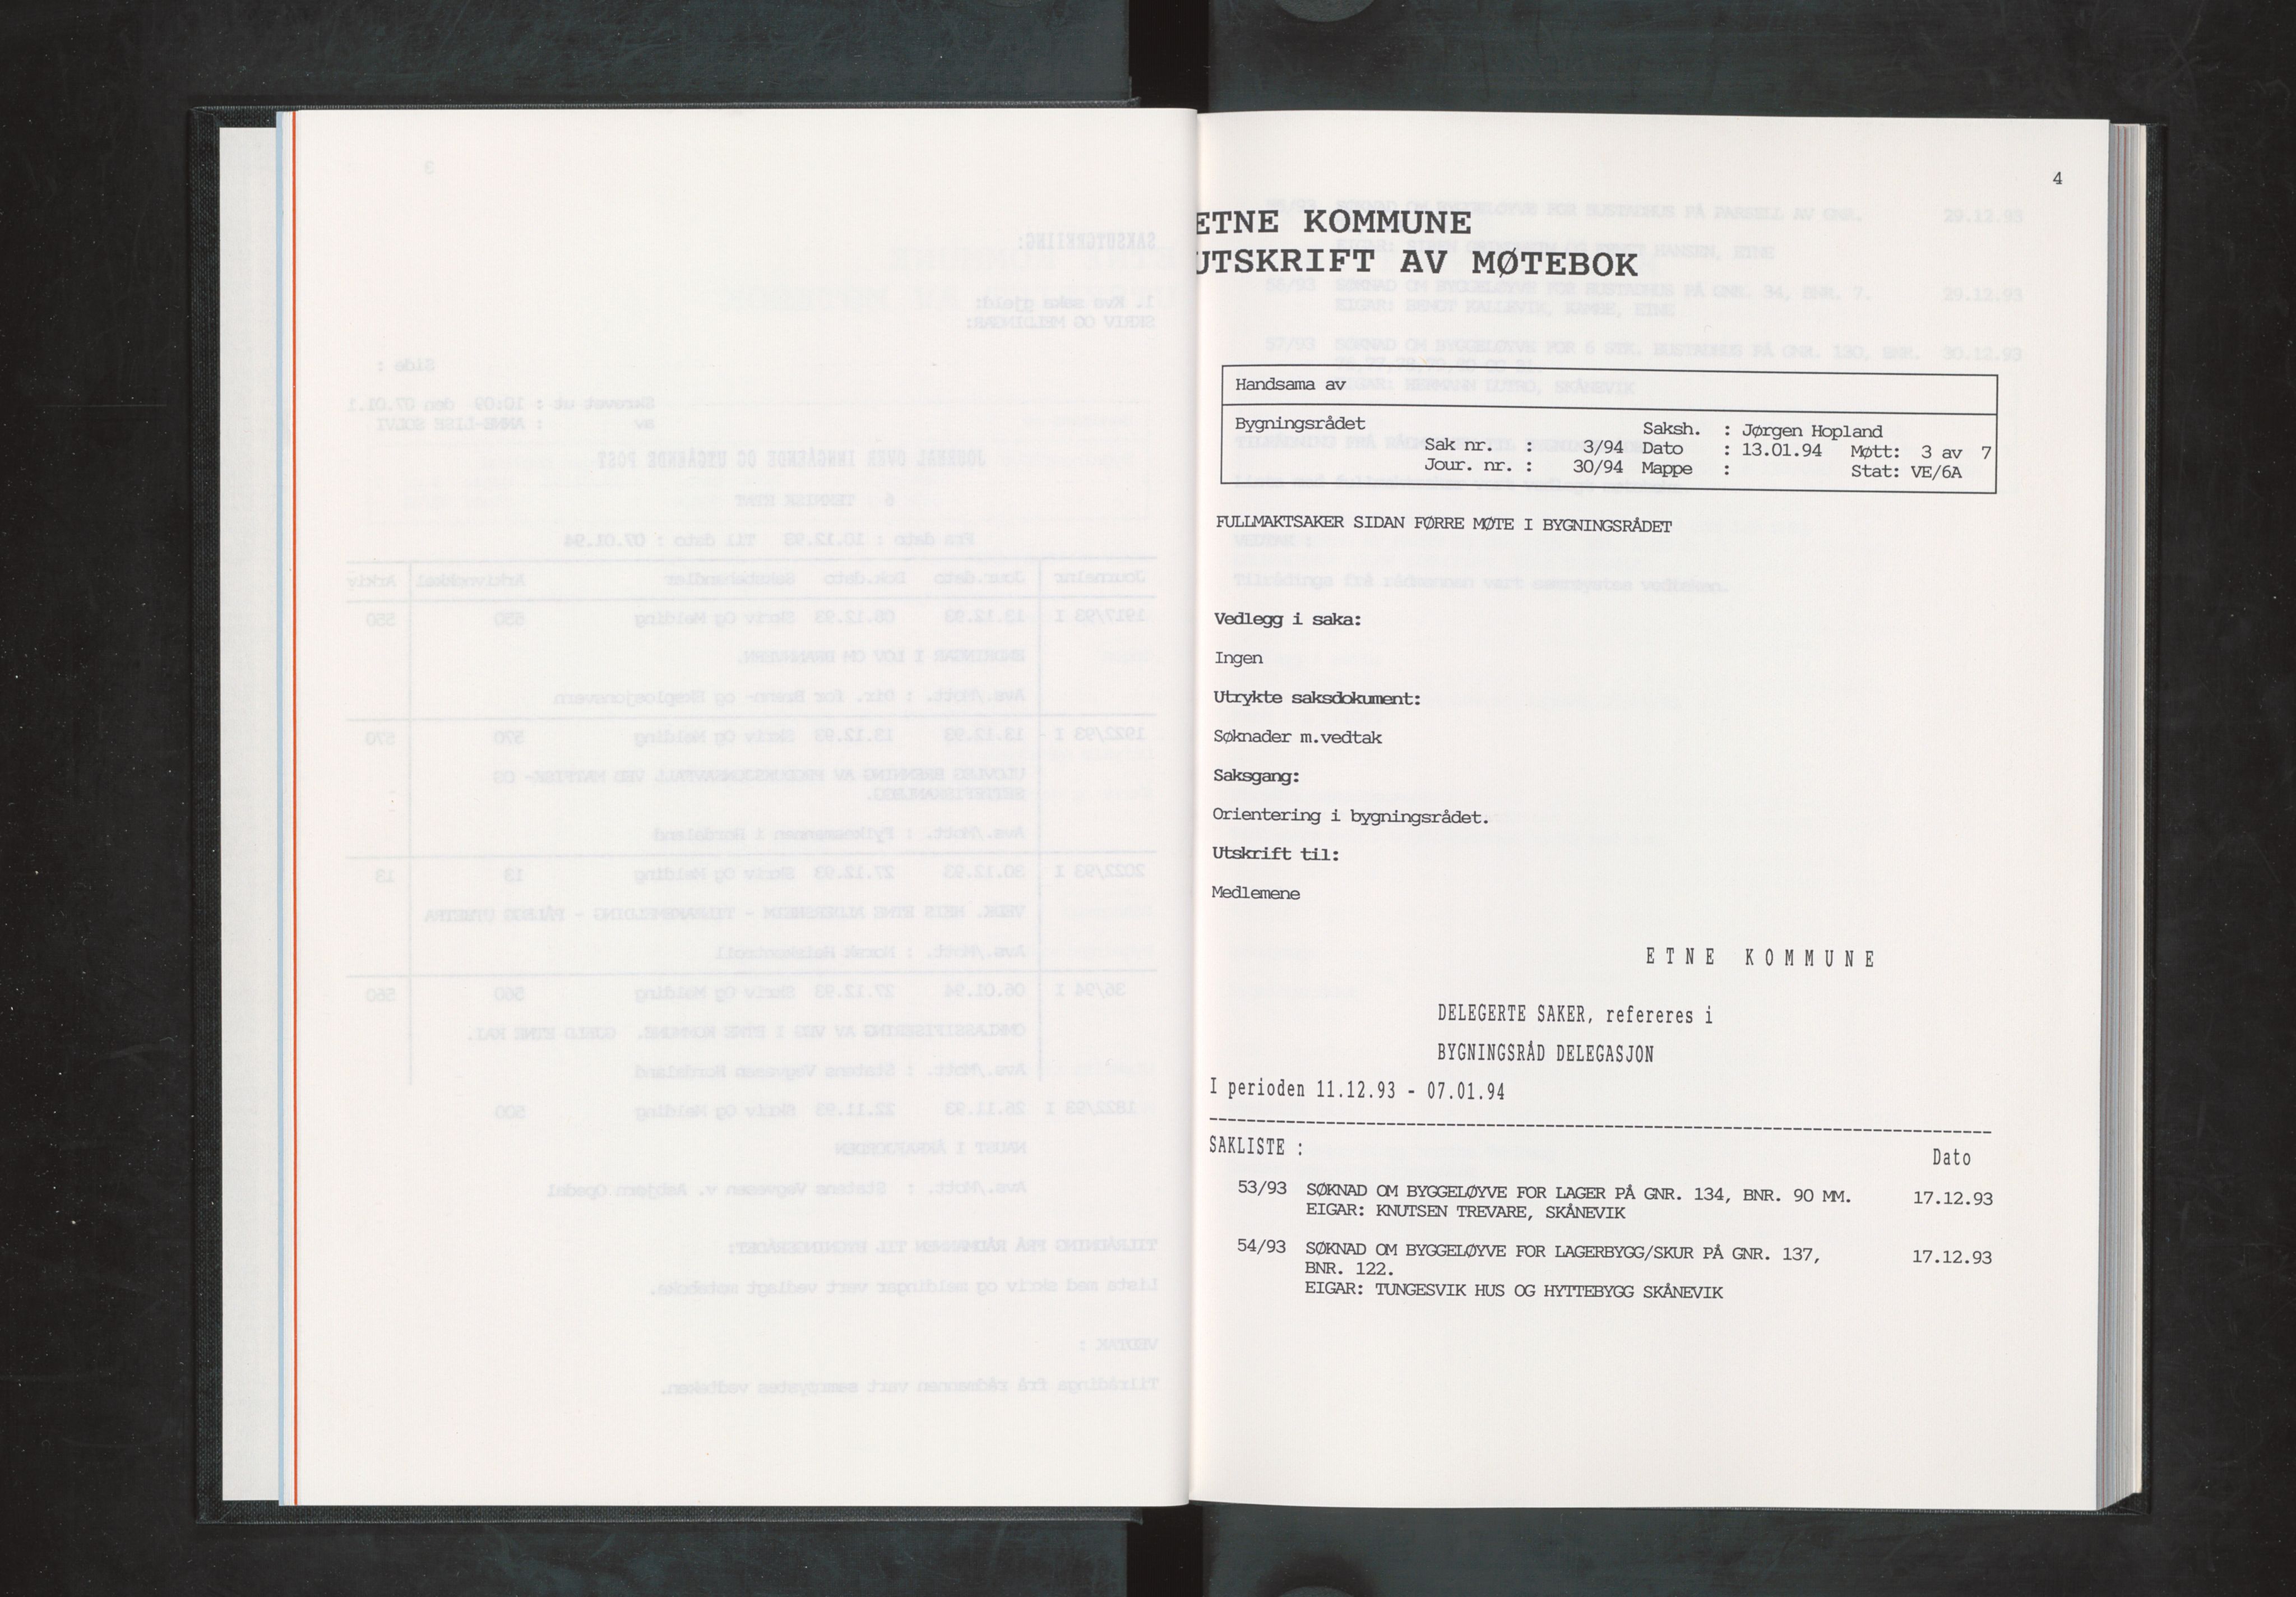 4
ETNE KOMMUNE
UTSKRIFT AV MØTEBOK
Handsama av
Bygningsrådet
Saksh. : Jørgen Hopland
Sak nr. : 3/94 Dato : 13.01.94 Møtt: 3 av 7
Jour. nr. : 30/94 Mappe : Stat: VE/6A
FULLMAKTSAKER SIDAN FØRRE MØTE I BYGNINGSRÅDET
Vedlegg i saka:
Ingen
Utrykte saksdokument:
Søknader m.vedtak
Saksgang:
Orientering i bygningsrådet.
Utskrift til:
Medlemene
E T N E K O M M U N E
DELEGERTE SAKER, refereres i
BYGNINGSRÅD DELEGASJON
I perioden 11.12.93 - 07.01.94
SAKLISTE : Dato
53/93 SØKNAD OM BYGGELØYVE FOR LAGER PÅ GNR. 134, BNR. 90 MM. 17.12.93
EIGAR: KNUTSEN TREVARE, SKÅNEVIK
54/93 SØKNAD OM BYGGELØYVE FOR LAGERBYGG/SKUR PÅ GNR. 137, 17.12.93
BNR. 122.
EIGAR: TUNGESVIK HUS OG HYTTEBYGG SKÅNEVIK